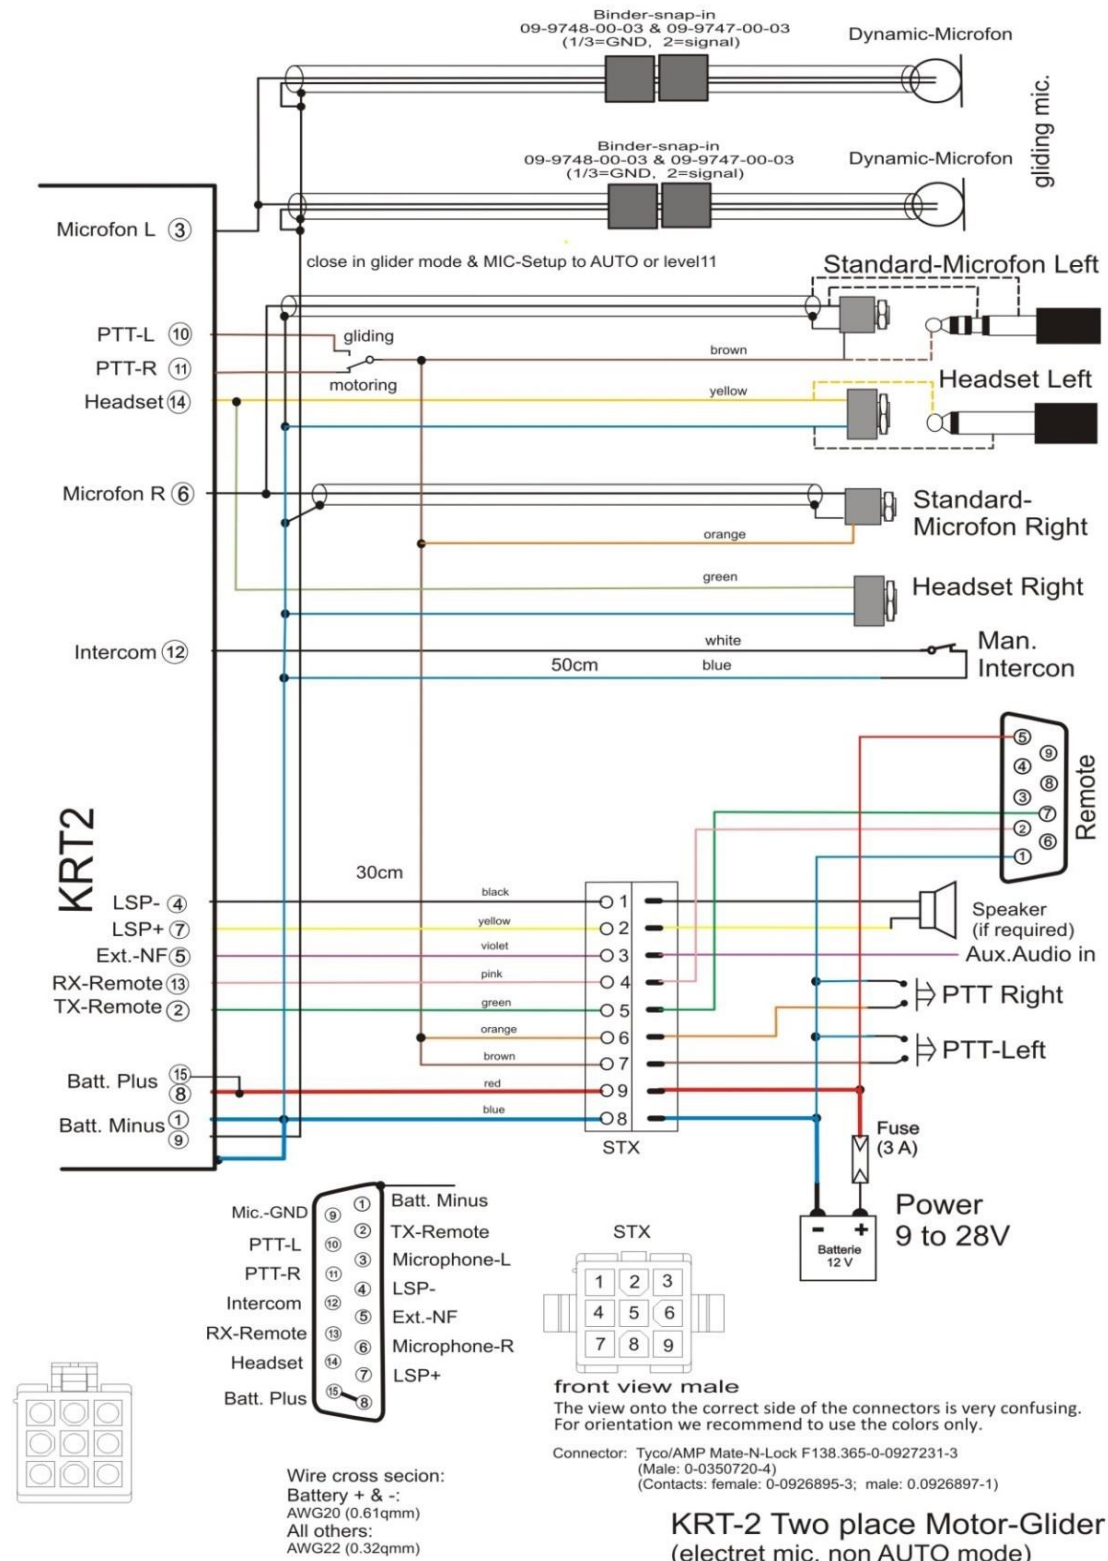 Binder-snap-in
09-9748-00-03 & 09-9747-00-03
(1/3=GND, 2=signal)
Dynamic-Microfon
gliding mic.
Binder-snap-in
09-9748-00-03 & 09-9747-00-03
(1/3=GND, 2=signal)
Dynamic-Microfon
Microfon L 3
close in glider mode & MIC-Setup to AUTO or level11
Standard-Microfon Left
PTT-L 10
gliding
brown
PTT-R 11
motoring
Headset 14
yellow
Headset Left
Microfon R 6
Standard-
Microfon Right
orange
green
Headset Right
Intercom 12
white
50cm
blue
Man.
Intercon
5
9
4
8
3
7
2
6
1
Remote
KRT2
30cm
LSP- 4
black
1
LSP+ 7
yellow
2
Speaker
(if required)
Ext.-NF 5
violet
3
Aux.Audio in
RX-Remote 13
pink
4
TX-Remote 2
green
5
PTT Right
orange
6
brown
7
PTT-Left
Batt. Plus 15
8
red
9
Batt. Minus 1
9
blue
8
STX
Fuse
(3 A)
Power
9 to 28V
- +
Batterie
12 V
Mic.-GND 9
1 Batt. Minus
PTT-L 10
2 TX-Remote
PTT-R 11
3 Microphone-L
Intercom 12
4 LSP-
RX-Remote 13
5 Ext.-NF
Headset 14
6 Microphone-R
Batt. Plus 15
7 LSP+
8
STX
1 2 3
4 5 6
7 8 9
front view male
The view onto the correct side of the connectors is very confusing.
For orientation we recommend to use the colors only.
Connector: Tyco/AMP Mate-N-Lock F138.365-0-0927231-3
(Male: 0-0350720-4)
(Contacts: female: 0-0926895-3; male: 0.0926897-1)
Wire cross secion:
Battery + & -:
AWG20 (0.61qmm)
All others:
AWG22 (0.32qmm)
KRT-2 Two place Motor-Glider
(electret mic, non AUTO mode)